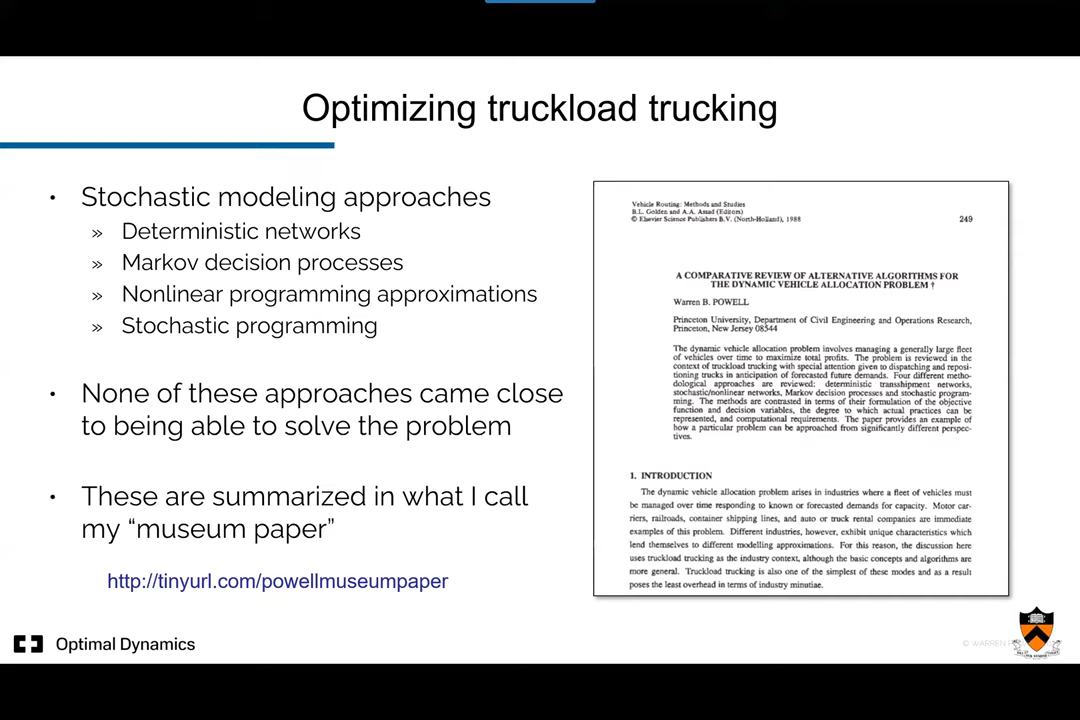 Optimizing truckload trucking
• Stochastic modeling approaches
» Deterministic networks
» Markov decision processes
» Nonlinear programming approximations
» Stochastic programming
• None of these approaches came close
to being able to solve the problem
• These are summarized in what I call
my “museum paper”
http://tinyurl.com/powellmuseumpaper
Vehicle Routing: Methods and Studies
B.L. Golden and A.A. Assad (Editors)
© Elsevier Science Publishers B.V. (North-Holland), 1988
249
A COMPARATIVE REVIEW OF ALTERNATIVE ALGORITHMS FOR
THE DYNAMIC VEHICLE ALLOCATION PROBLEM †
Warren B. POWELL
Princeton University, Department of Civil Engineering and Operations Research,
Princeton, New Jersey 08544
The dynamic vehicle allocation problem involves managing a generally large fleet
of vehicles over time to maximize total profits. The problem is reviewed in the
context of truckload trucking with special attention given to dispatching and reposi-
tioning trucks in anticipation of forecasted future demands. Four different metho-
dological approaches are reviewed: deterministic transshipment networks,
stochastic/nonlinear networks, Markov decision processes and stochastic program-
ming. The methods are contrasted in terms of their formulation of the objective
function and decision variables, the degree to which actual practices can be
represented, and computational requirements. The paper provides an example of
how a particular problem can be approached from significantly different perspec-
tives.
1. INTRODUCTION
The dynamic vehicle allocation problem arises in industries where a fleet of vehicles must
be managed over time responding to known or forecasted demands for capacity. Motor car-
riers, railroads, container shipping lines, and auto or truck rental companies are immediate
examples of this problem. Different industries, however, exhibit unique characteristics which
lend themselves to different modelling approximations. For this reason, the discussion here
uses truckload trucking as the industry context, although the basic concepts and algorithms are
more general. Truckload trucking is also one of the simplest of these modes and as a result
poses the least overhead in terms of industry minutiae.
Optimal Dynamics
© WARREN